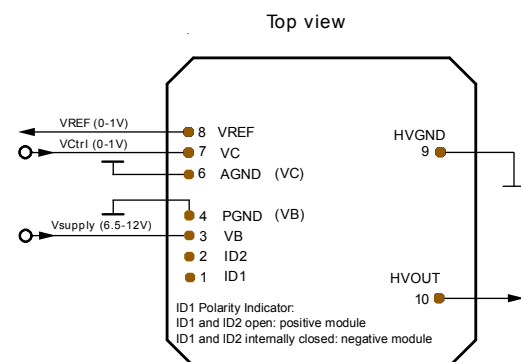 Top view
VREF (0-1V)
8 VREF
HVGND
VCtrl (0-1V)
7 VC
9
6 AGND (VC)
4 PGND (VB)
Vsupply (6.5-12V)
3 VB
2 ID2
1 ID1
HVOUT
10
ID1 Polarity Indicator:
ID1 and ID2 open: positive module
ID1 and ID2 internally closed: negative module